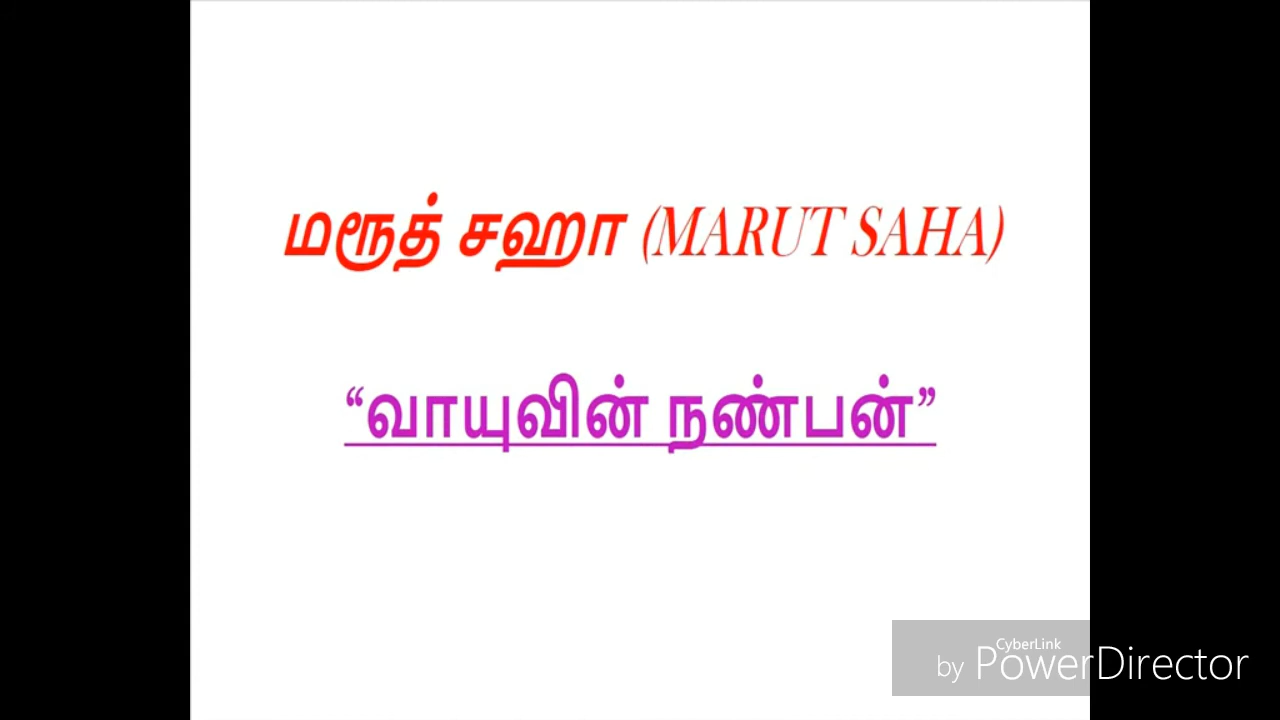 மரூத் சஹா (MARUT SAHA)
“வாயுவின் நண்பன்”
CyberLink
by PowerDirector